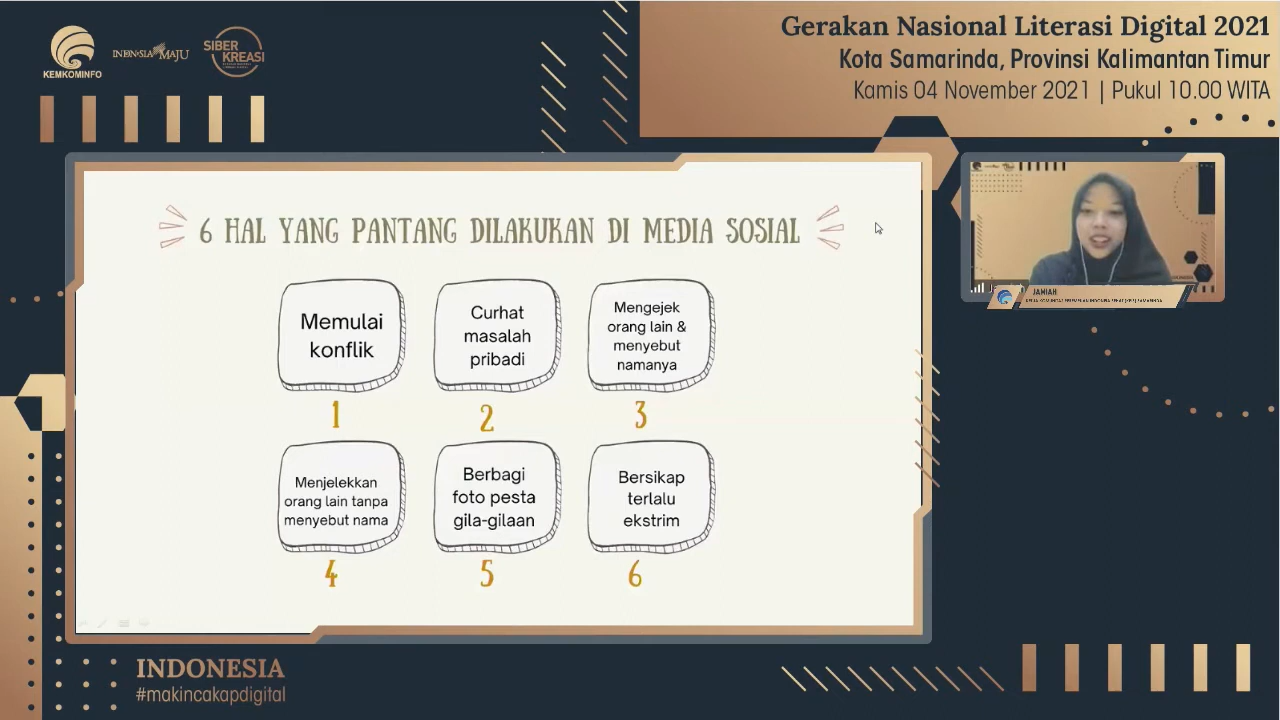 Gerakan Nasional Literasi Digital 2021
Kota Samarinda, Provinsi Kalimantan Timur
Kamis 04 November 2021 | Pukul 10.00 WITA
KEMKOMINFO
INDONESIA MAJU
SIBER
KREASI
6 HAL YANG PANTANG DILAKUKAN DI MEDIA SOSIAL
Memulai
konflik
1
Curhat
masalah
pribadi
2
Mengejek
orang lain &
menyebut
namanya
3
Menjelekkan
orang lain tanpa
menyebut nama
4
Berbagi
foto pesta
gila-gilaan
5
Bersikap
terlalu
ekstrim
6
JAMIAH
INDONESIA
#makincakapdigital